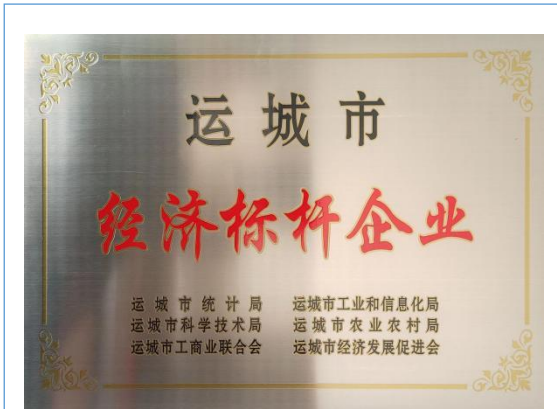 运城市
经济标杆企业
运城市统计局 运城市工业和信息化局
运城市科学技术局 运城市农业农村局
运城市工商业联合会 运城市经济发展促进会